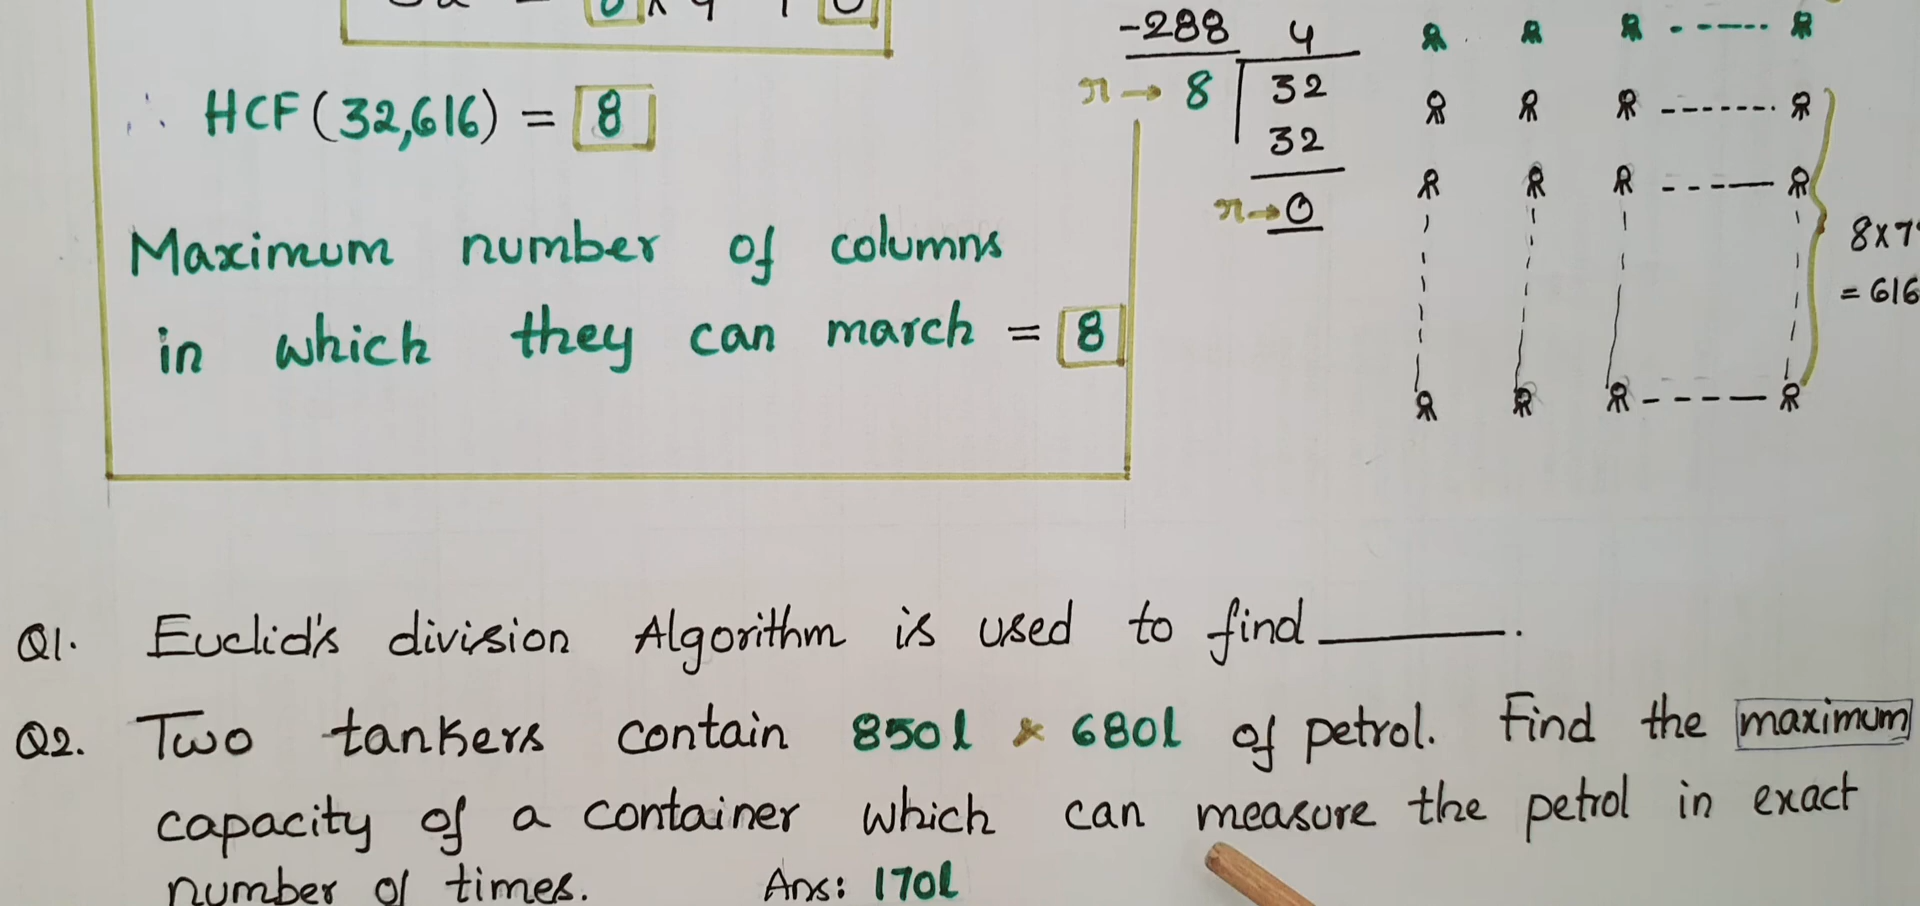 ∴ HCF (32,616) = 8
Maximum number of columns
in which they can march = 8
-288
4
r → 8 32
32
r → 0
8x7
= 616
Q1. Euclid's division Algorithm is used to find ______.
Q2. Two tankers contain 850l & 680l of petrol. Find the maximum
capacity of a container which can measure the petrol in exact
number of times. Ans: 170l